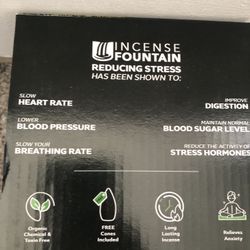 INCENSE
FOUNTAIN
REDUCING STRESS
HAS BEEN SHOWN TO:
SLOW
HEART RATE
LOWER
BLOOD PRESSURE
SLOW YOUR
BREATHING RATE
IMPROVE
DIGESTION
MAINTAIN NORMAL
BLOOD SUGAR LEVEL
REDUCE THE ACTIVITY OF
STRESS HORMONES
Organic
Chemical &
Toxin Free
FREE
Cones
Included
Long
Lasting
Incense
Relieves
Anxiety